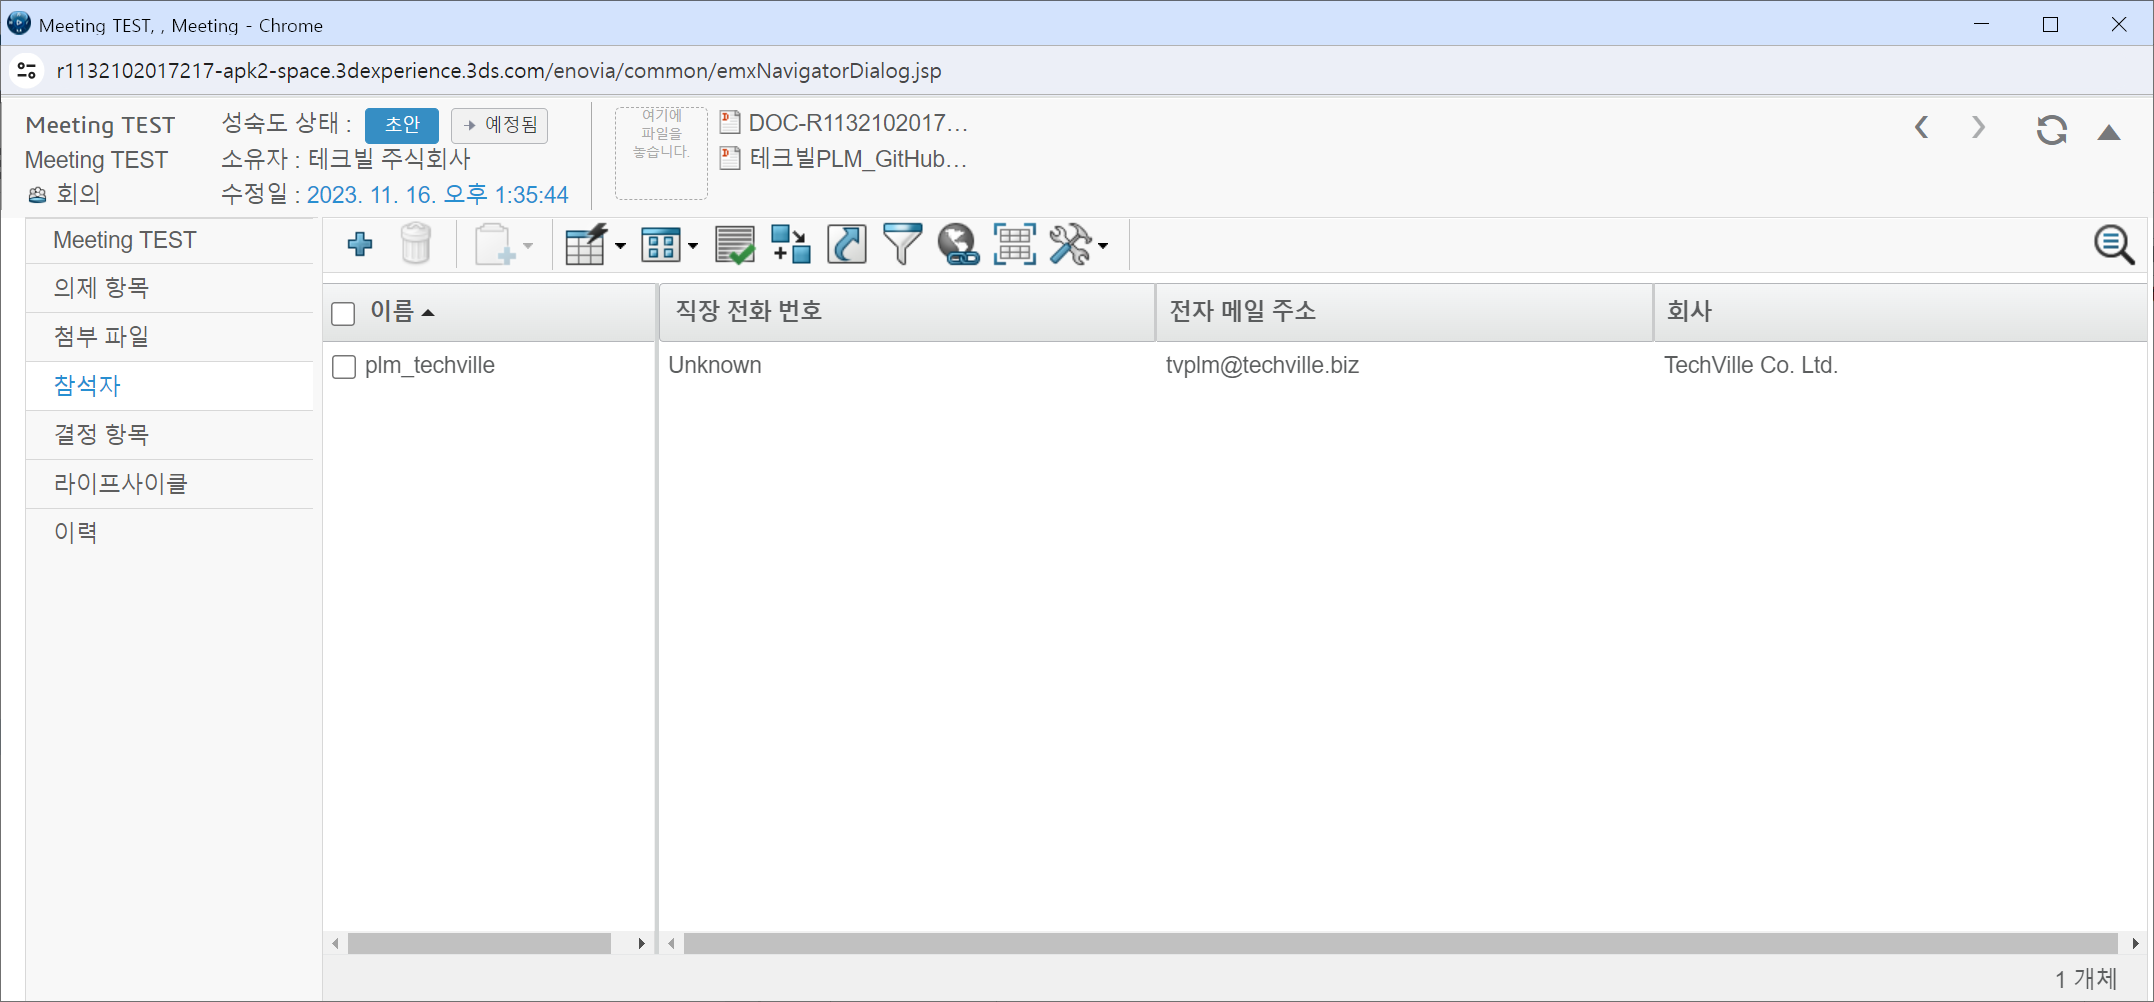 Meeting TEST, , Meeting - Chrome
r1132102017217-apk2-space.3dexperience.3ds.com/enovia/common/emxNavigatorDialog.jsp
Meeting TEST
Meeting TEST
회의
성숙도 상태 : 초안 예정됨
소유자 : 테크빌 주식회사
수정일 : 2023. 11. 16. 오후 1:35:44
여기에
파일을
놓습니다.
DOC-R1132102017...
테크빌PLM_GitHub...
Meeting TEST
의제 항목
첨부 파일
참석자
결정 항목
라이프사이클
이력
이름 직장 전화 번호 전자 메일 주소 회사
plm_techville Unknown tvplm@techville.biz TechVille Co. Ltd.
1 개체